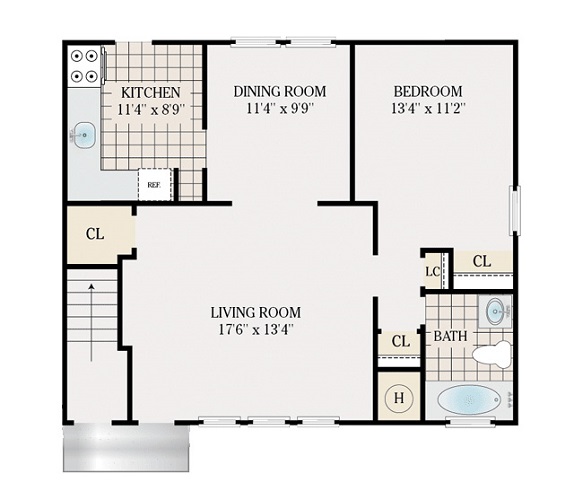 KITCHEN
11'4" x 8'9"
DINING ROOM
11'4" x 9'9"
BEDROOM
13'4" x 11'2"
REF.
CL
LC
CL
LIVING ROOM
17'6" x 13'4"
BATH
CL
H